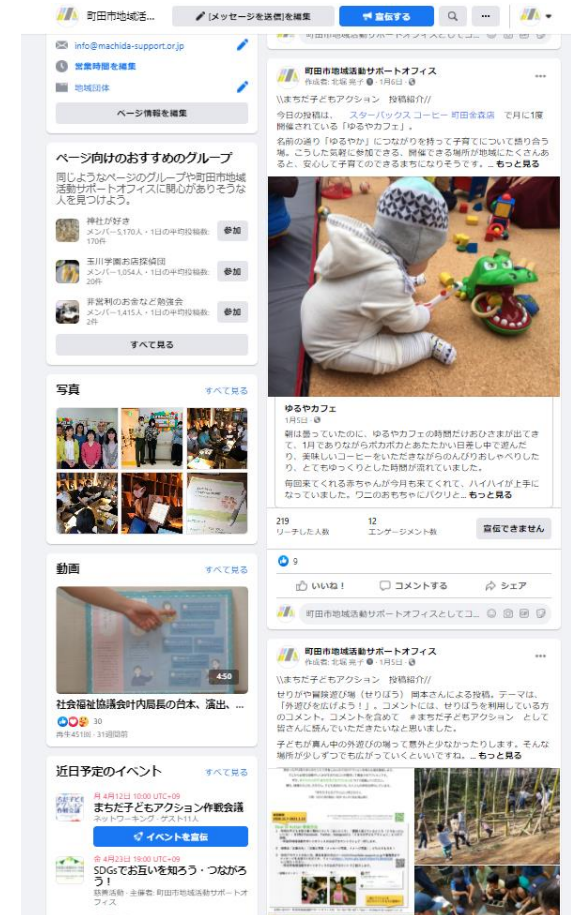 町田市地域活...
[メッセージを送信]を編集
宣伝する
info@machida-support.or.jp
営業時間を編集
地域団体
ページ情報を編集
ページ向けのおすすめのグループ
同じようなページのグループや町田市地域
活動サポートオフィスに関心がありそうな
人を見つけよう。
神社が好き
メンバー5,170人・1日の平均投稿数:
170件
参加
玉川学園お店探偵団
メンバー1,054人・1日の平均投稿数:
20件
参加
非営利のお金など勉強会
メンバー1,415人・1日の平均投稿数:
2件
参加
すべて見る
写真
すべて見る
動画
すべて見る
4:50
社会福祉協議会叶内局長の台本、演出、...
30
再生451回・31週間前
近日予定のイベント
すべて見る
月 4月12日 10:00 UTC+09
まちだ子どもアクション作戦会議
ネットワーキング・ゲスト11人
イベントを宣伝
4月23日 19:00 UTC+09
SDGsでお互いを知ろう・つながろ
う！
慈善活動・主催者: 町田市地域活動サポートオ
フィス
町田市地域活動サポートオフィスとしてコ...
町田市地域活動サポートオフィス
作成者: 北堀 亮子・1月6日
\\まちだ子どもアクション　投稿紹介//
今日の投稿は、　スターバックス コーヒー 町田金森店　で月に1度
開催されている「ゆるやカフェ」。
名前の通り「ゆるやか」につながりを持って子育てについて語り合う
場。こうした気軽に参加できる、開催できる場所が地域にたくさんあ
ると、安心して子育てのできるまちになりそうです。... もっと見る
ゆるやカフェ
1月5日
朝は曇っていたのに、ゆるやカフェの時間だけおひさまが出てき
て、1月でありながらポカポカとあたたかい日差し中で遊んだ
り、美味しいコーヒーをいただきながらのんびりおしゃべりした
り、とてもゆっくりとした時間が流れていました。
毎回来てくれる赤ちゃんが今月も来てくれて、ハイハイが上手に
なっていました。ワニのおもちゃにパクリと... もっと見る
219
リーチした人数
12
エンゲージメント数
宣伝できません
9
いいね！
コメントする
シェア
町田市地域活動サポートオフィスとしてコ...
町田市地域活動サポートオフィス
作成者: 北堀 亮子・1月5日
\\まちだ子どもアクション　投稿紹介//
せりがや冒険遊び場（せりぼう） 岡本さんによる投稿。テーマは、
「外遊びを広げよう！」。コメントには、せりぼうを利用している方
のコメント。コメントを含めて　＃まちだ子どもアクション　として
皆さんに読んでいただきたいなと思いました。
子どもが真ん中の外遊びの場って意外と少なかったりします。そんな
場所が少しずつでも広がっていくといいですね。... もっと見る